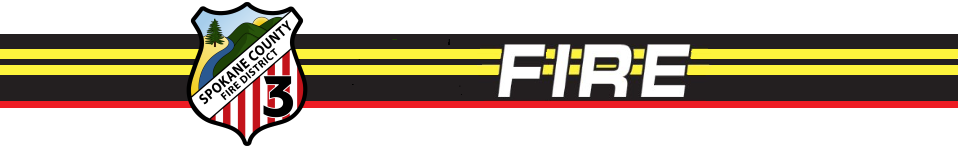 SPOKANE COUNTY
FIRE DISTRICT
3
FIRE